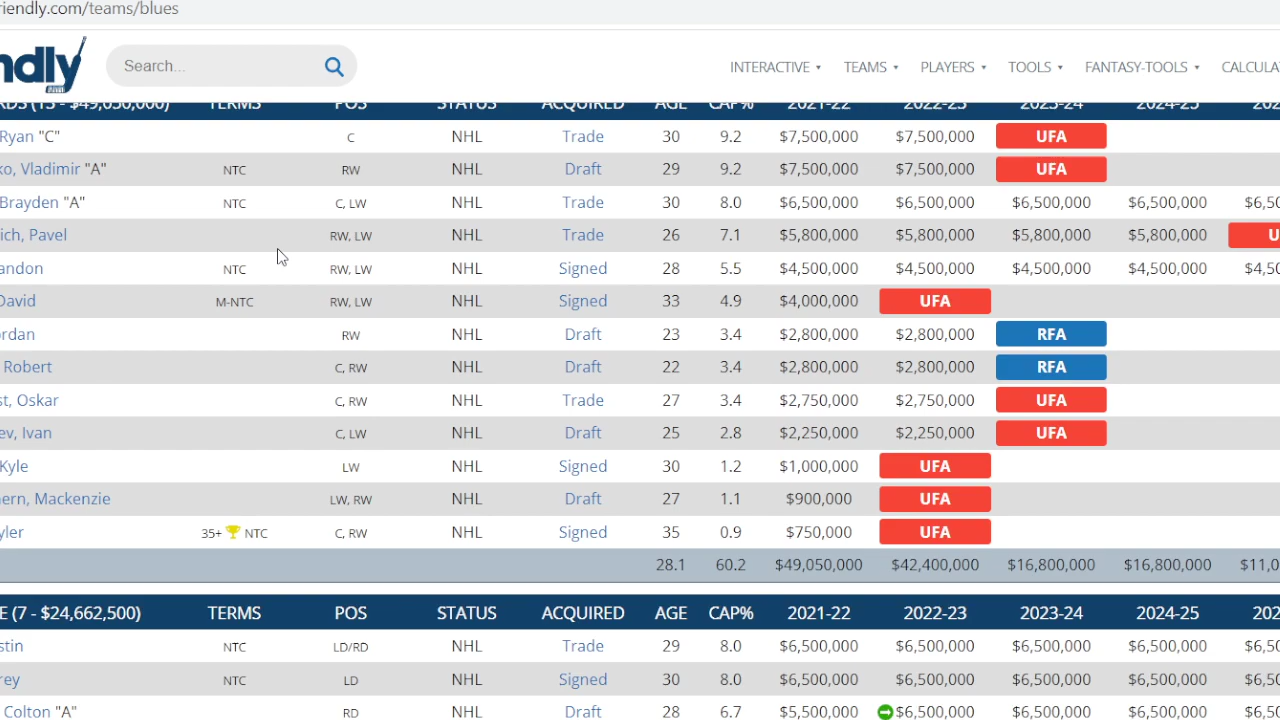 riendly.com/teams/blues
ndly Search... INTERACTIVE TEAMS PLAYERS TOOLS FANTASY-TOOLS CALCULA
RDS (13 - $49,050,000) TERMS POS STATUS ACQUIRED AGE CAP% 2021-22 2022-23 2023-24 2024-25 202
Ryan "C" C NHL Trade 30 9.2 $7,500,000 $7,500,000 UFA
ko, Vladimir "A" NTC RW NHL Draft 29 9.2 $7,500,000 $7,500,000 UFA
Brayden "A" NTC C, LW NHL Trade 30 8.0 $6,500,000 $6,500,000 $6,500,000 $6,500,000 $6,50
ich, Pavel RW, LW NHL Trade 26 7.1 $5,800,000 $5,800,000 $5,800,000 $5,800,000 U
andon NTC RW, LW NHL Signed 28 5.5 $4,500,000 $4,500,000 $4,500,000 $4,500,000 $4,50
David M-NTC RW, LW NHL Signed 33 4.9 $4,000,000 UFA
rdan RW NHL Draft 23 3.4 $2,800,000 $2,800,000 RFA
Robert C, RW NHL Draft 22 3.4 $2,800,000 $2,800,000 RFA
st, Oskar C, RW NHL Trade 27 3.4 $2,750,000 $2,750,000 UFA
ev, Ivan C, LW NHL Draft 25 2.8 $2,250,000 $2,250,000 UFA
Kyle LW NHL Signed 30 1.2 $1,000,000 UFA
ern, Mackenzie LW, RW NHL Draft 27 1.1 $900,000 UFA
yler 35+ NTC C, RW NHL Signed 35 0.9 $750,000 UFA
28.1 60.2 $49,050,000 $42,400,000 $16,800,000 $16,800,000 $11,0
E (7 - $24,662,500) TERMS POS STATUS ACQUIRED AGE CAP% 2021-22 2022-23 2023-24 2024-25 202
stin NTC LD/RD NHL Trade 29 8.0 $6,500,000 $6,500,000 $6,500,000 $6,500,000 $6,50
rey NTC LD NHL Signed 30 8.0 $6,500,000 $6,500,000 $6,500,000 $6,500,000 $6,50
Colton "A" RD NHL Draft 28 6.7 $5,500,000 $6,500,000 $6,500,000 $6,500,000 $6,50